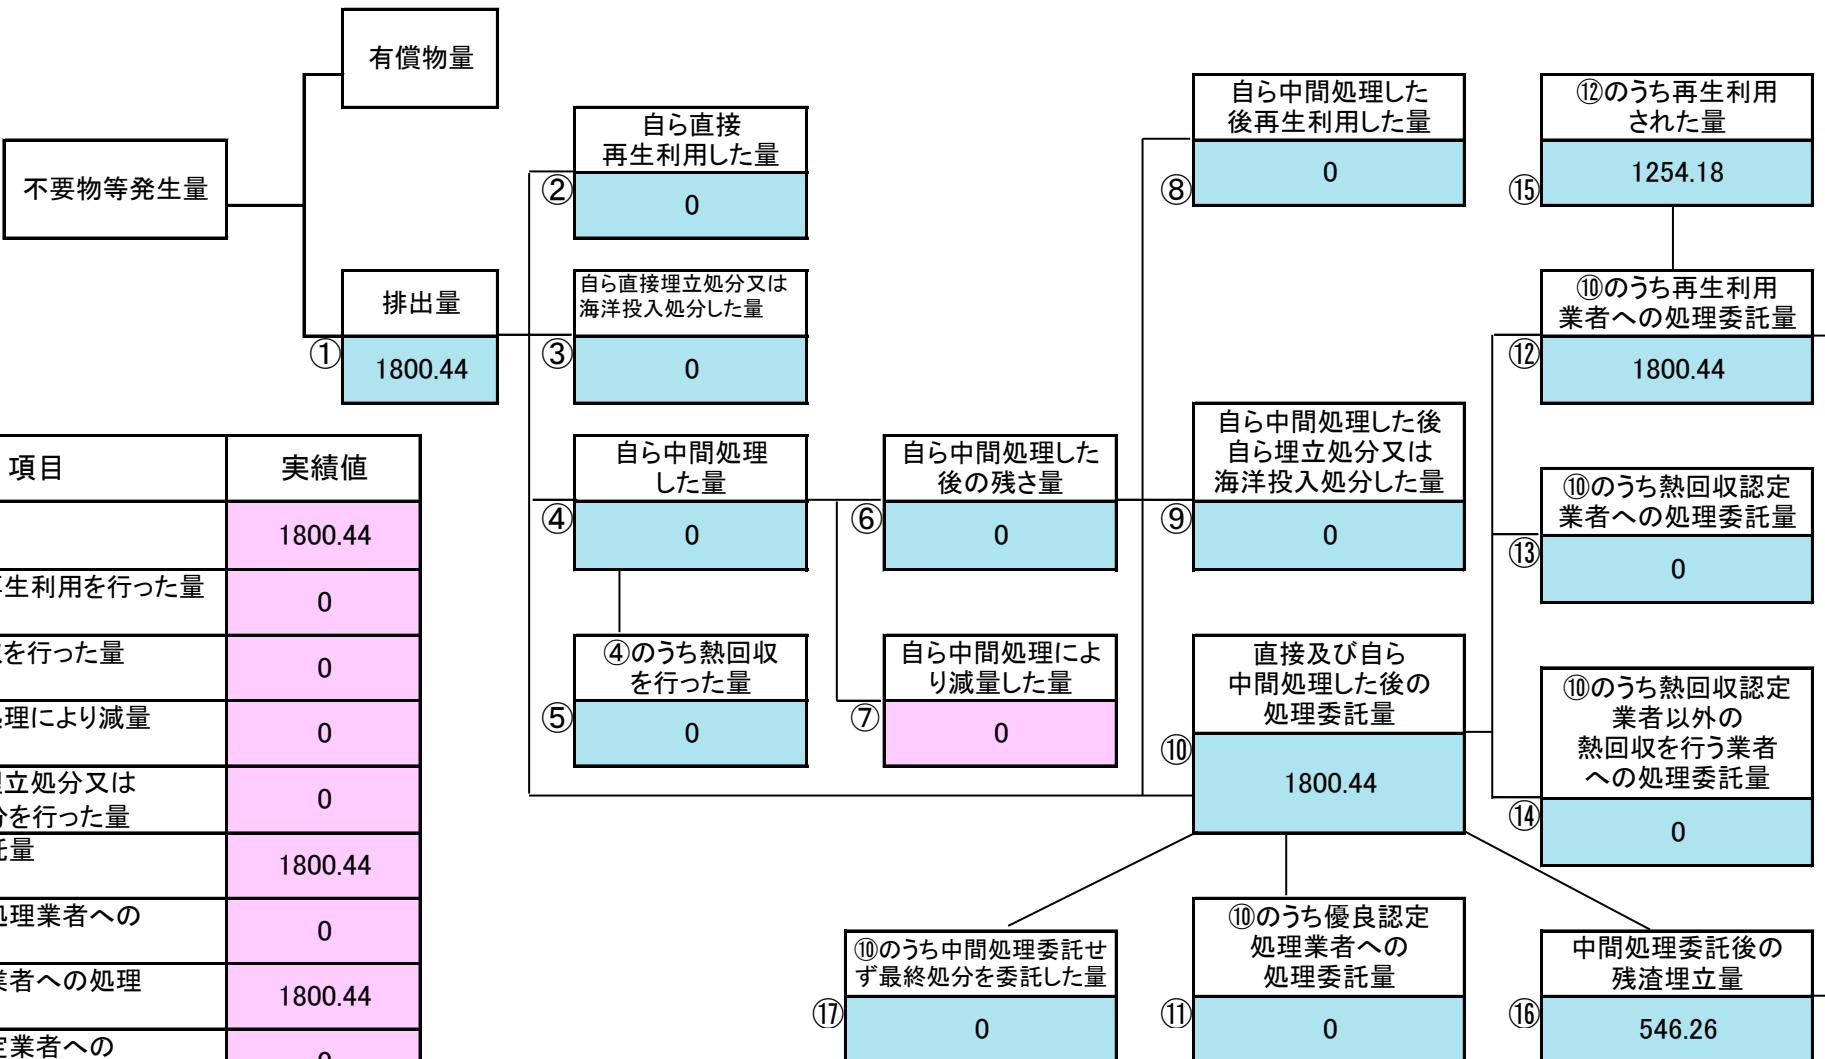 有償物量
不要物等発生量
排出量
①
1800.44
自ら直接
再生利用した量
②
0
自ら直接埋立処分又は
海洋投入処分した量
③
0
自ら中間処理
した量
④
0
④のうち熱回収
を行った量
⑤
0
自ら中間処理した
後の残さ量
⑥
0
自ら中間処理によ
り減量した量
⑦
0
自ら中間処理した
後再生利用した量
⑧
0
自ら中間処理した後
自ら埋立処分又は
海洋投入処分した量
⑨
0
直接及び自ら
中間処理した後の
処理委託量
⑩
1800.44
⑫のうち再生利用
された量
⑮
1254.18
⑩のうち再生利用
業者への処理委託量
⑫
1800.44
⑩のうち熱回収認定
業者への処理委託量
⑬
0
⑩のうち熱回収認定
業者以外の
熱回収を行う業者
への処理委託量
⑭
0
⑩のうち中間処理委託せ
ず最終処分を委託した量
⑰
0
⑩のうち優良認定
処理業者への
処理委託量
⑪
0
中間処理委託後の
残渣埋立量
⑯
546.26
項目 実績値
1800.44
生利用を行った量
0
を行った量
0
理により減量
0
立処分又は
を行った量
0
量
1800.44
理業者への
0
業者への処理
1800.44
業者への
0